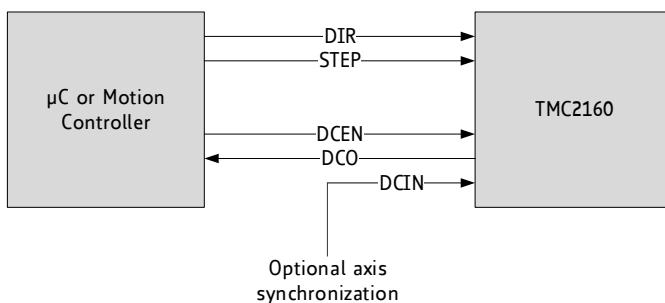 DIR
STEP
µC or Motion
Controller
TMC2160
DCEN
DCO
DCIN
Optional axis
synchronization